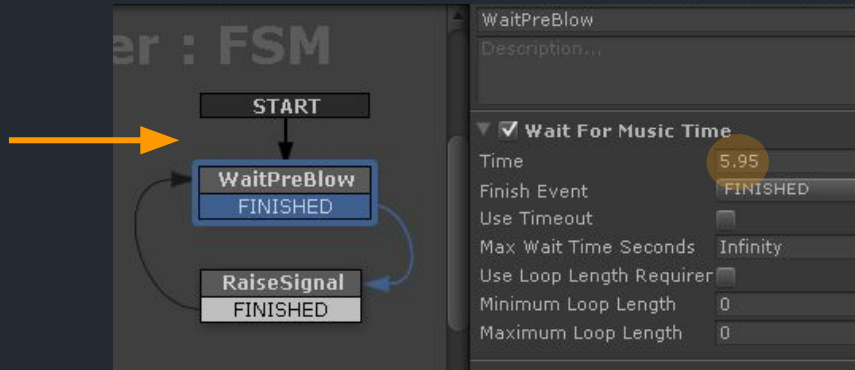 er : FSM
START
WaitPreBlow
FINISHED
RaiseSignal
FINISHED
WaitPreBlow
Description...
Wait For Music Time
Time 5.95
Finish Event FINISHED
Use Timeout
Max Wait Time Seconds Infinity
Use Loop Length Requirer
Minimum Loop Length 0
Maximum Loop Length 0